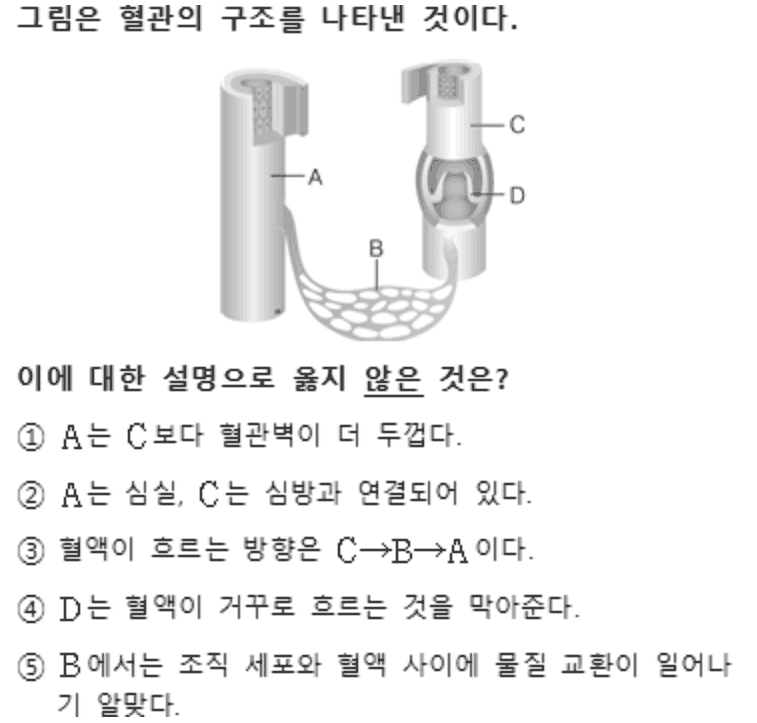 그림은 혈관의 구조를 나타낸 것이다.
A
B
C
D
이에 대한 설명으로 옳지 않은 것은?
① A는 C보다 혈관벽이 더 두껍다.
② A는 심실, C는 심방과 연결되어 있다.
③ 혈액이 흐르는 방향은 C→B→A이다.
④ D는 혈액이 거꾸로 흐르는 것을 막아준다.
⑤ B에서는 조직 세포와 혈액 사이에 물질 교환이 일어나
기 알맞다.